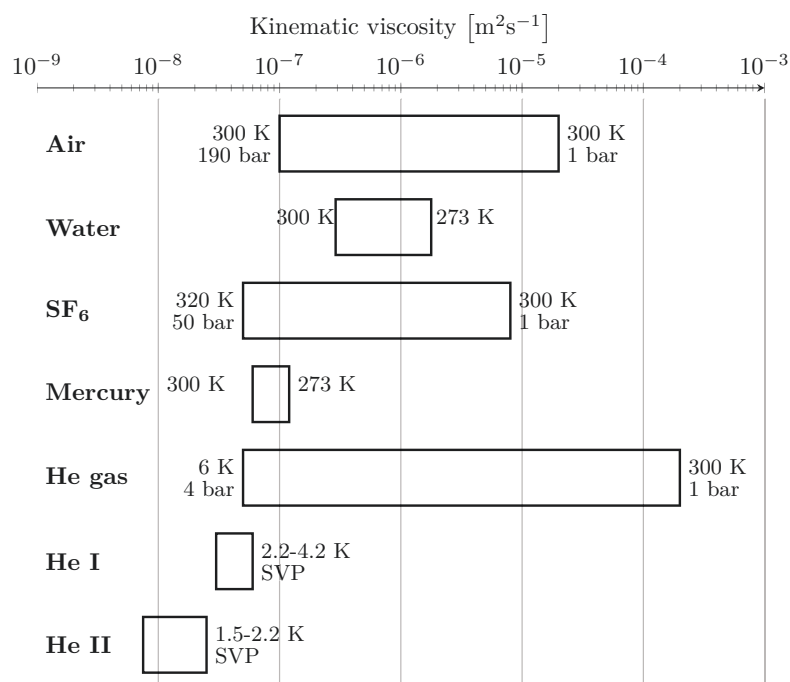 Kinematic viscosity [m²s⁻¹]
10⁻⁹ 10⁻⁸ 10⁻⁷ 10⁻⁶ 10⁻⁵ 10⁻⁴ 10⁻³
Air
300 K
190 bar
300 K
1 bar
Water
300 K
273 K
SF₆
320 K
50 bar
300 K
1 bar
Mercury
300 K
273 K
He gas
6 K
4 bar
300 K
1 bar
He I
2.2-4.2 K
SVP
He II
1.5-2.2 K
SVP